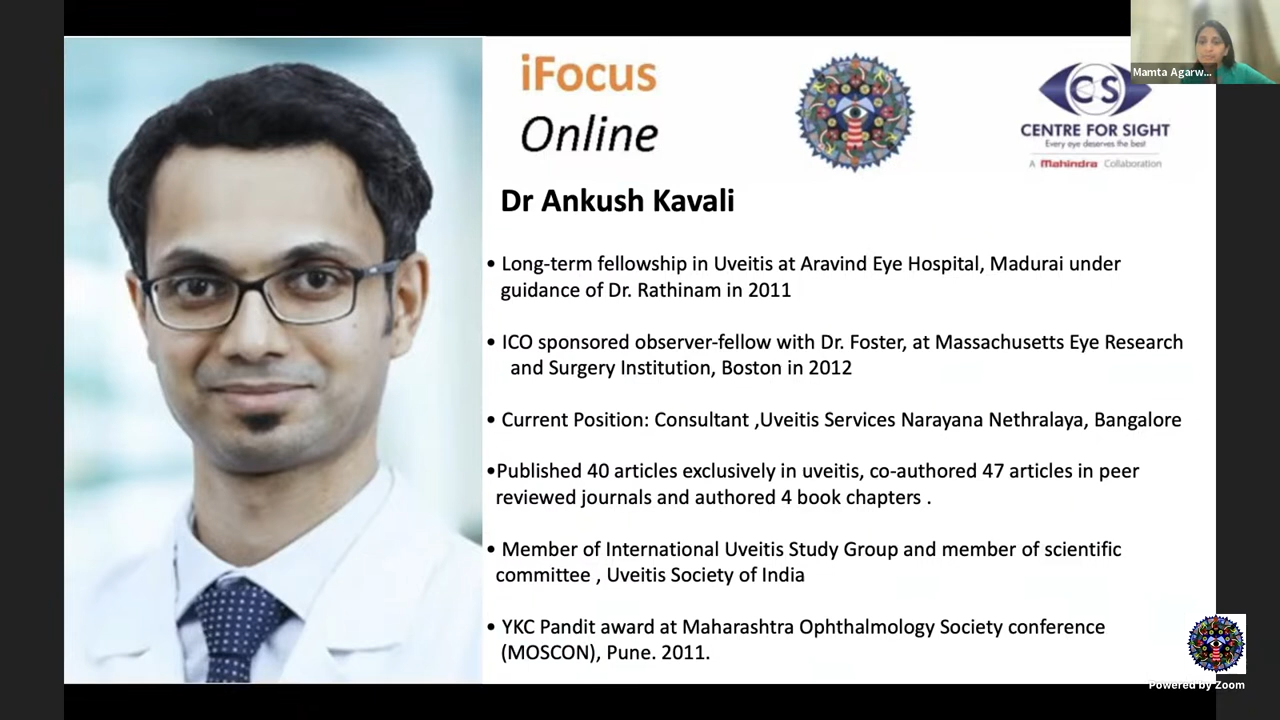 iFocus
Online
CS
CENTRE FOR SIGHT
Every eye deserves the best
A Mahindra Collaboration
Mamta Agarw...
Dr Ankush Kavali
• Long-term fellowship in Uveitis at Aravind Eye Hospital, Madurai under
guidance of Dr. Rathinam in 2011
• ICO sponsored observer-fellow with Dr. Foster, at Massachusetts Eye Research
and Surgery Institution, Boston in 2012
• Current Position: Consultant ,Uveitis Services Narayana Nethralaya, Bangalore
•Published 40 articles exclusively in uveitis, co-authored 47 articles in peer
reviewed journals and authored 4 book chapters .
• Member of International Uveitis Study Group and member of scientific
committee , Uveitis Society of India
• YKC Pandit award at Maharashtra Ophthalmology Society conference
(MOSCON), Pune. 2011.
Powered by Zoom